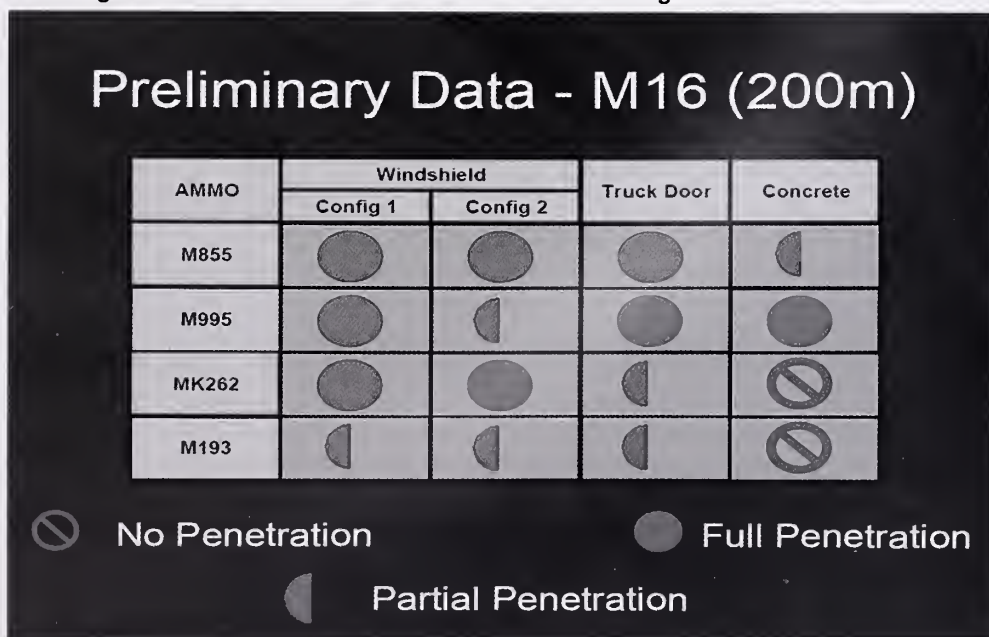 Preliminary Data - M16 (200m)
AMMO Windshield Truck Door Concrete
Config 1 Config 2
M855
M995
MK262
M193
No Penetration Full Penetration
Partial Penetration